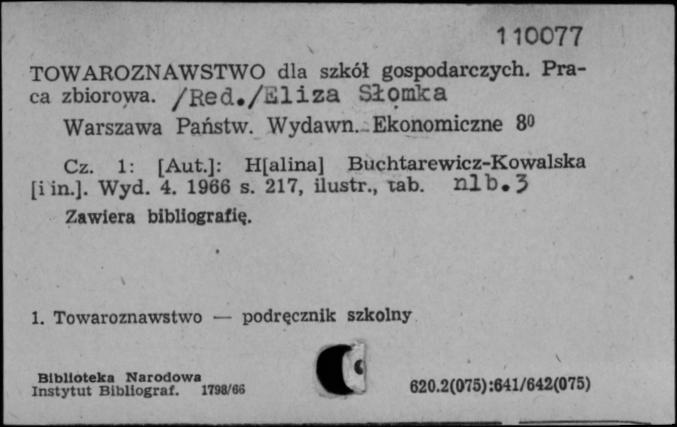 110077
TOWAROZNAWSTWO dla szkół gospodarczych. Pra-
ca zbiorowa. /Red./Eliza Słomka
Warszawa Państw. Wydawn. Ekonomiczne 8⁰
Cz. 1: [Aut.]: H[alina] Buchtarewicz-Kowalska
[i in.]. Wyd. 4. 1966 s. 217, ilustr., tab. nlb.3
Zawiera bibliografię.
1. Towaroznawstwo — podręcznik szkolny
Biblioteka Narodowa
Instytut Bibliograf. 1798/66
620.2(075):641/642(075)